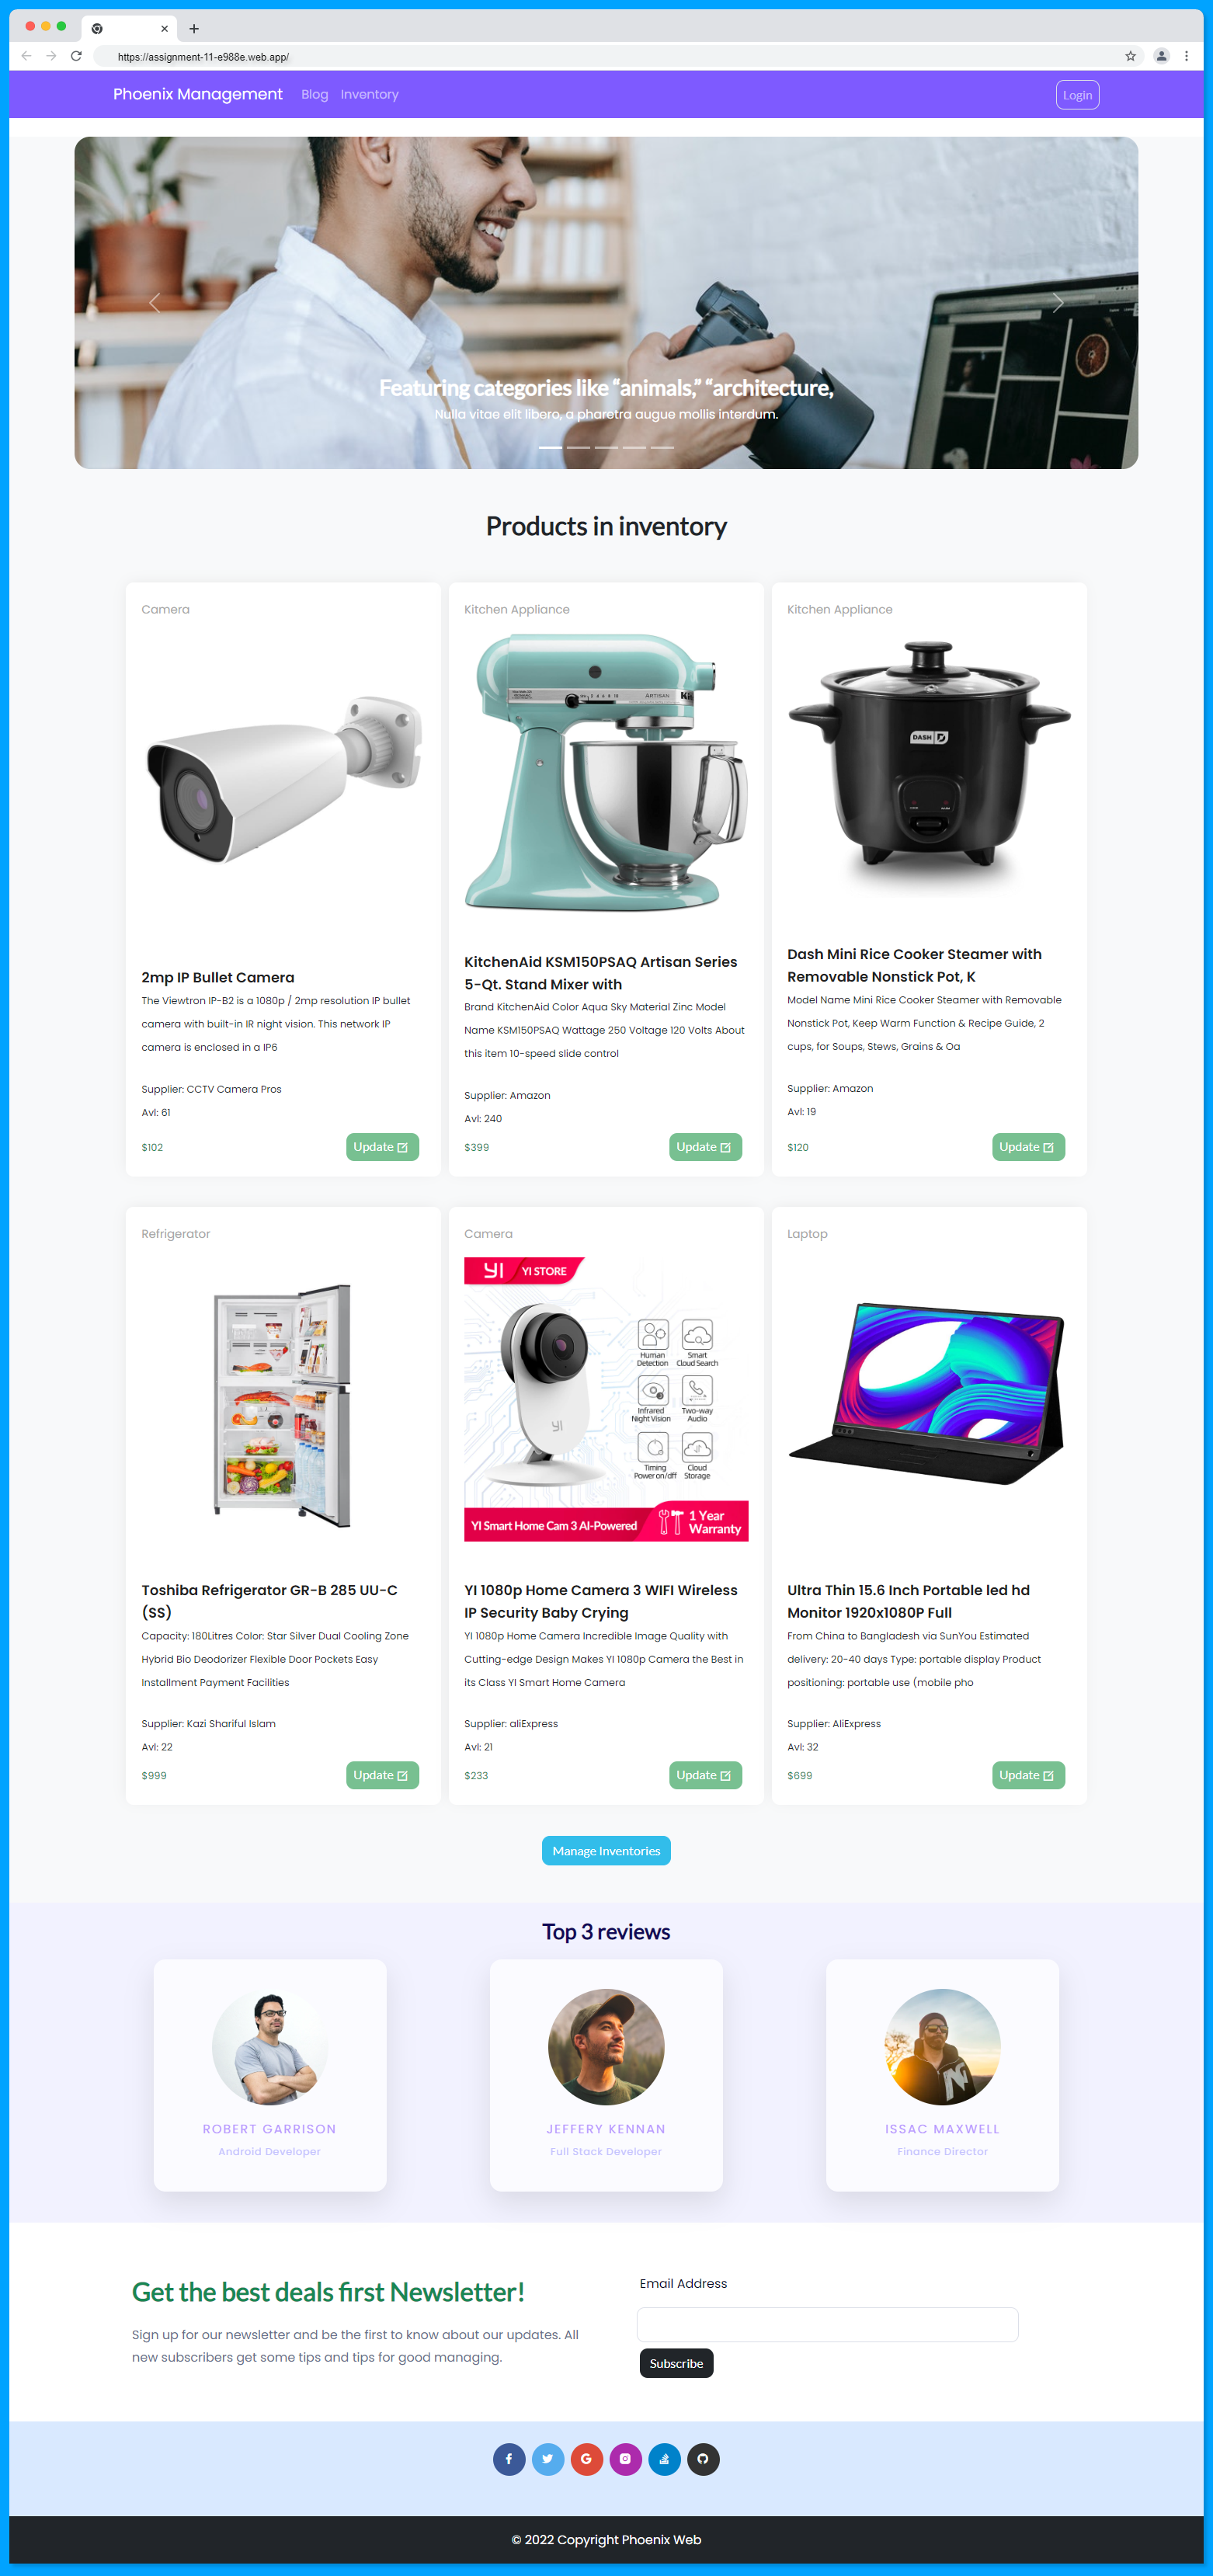 https://assignment-11-e988e.web.app/
Phoenix Management Blog Inventory Login
Featuring categories like “animals,” “architecture,
Nulla vitae elit libero, a pharetra augue mollis interdum.
Products in inventory
Camera
2mp IP Bullet Camera
The Viewtron IP-B2 is a 1080p / 2mp resolution IP bullet
camera with built-in IR night vision. This network IP
camera is enclosed in a IP6
Supplier: CCTV Camera Pros
Avl: 61
$102 Update
Kitchen Appliance
ARTISAN
KitchenAid KSM150PSAQ Artisan Series
5-Qt. Stand Mixer with
Brand KitchenAid Color Aqua Sky Material Zinc Model
Name KSM150PSAQ Wattage 250 Voltage 120 Volts About
this item 10-speed slide control
Supplier: Amazon
Avl: 240
$399 Update
Kitchen Appliance
DASH
Dash Mini Rice Cooker Steamer with
Removable Nonstick Pot, K
Model Name Mini Rice Cooker Steamer with Removable
Nonstick Pot, Keep Warm Function & Recipe Guide, 2
cups, for Soups, Stews, Grains & Oa
Supplier: Amazon
Avl: 19
$120 Update
Refrigerator
Toshiba Refrigerator GR-B 285 UU-C
(SS)
Capacity: 180Litres Color: Star Silver Dual Cooling Zone
Hybrid Bio Deodorizer Flexible Door Pockets Easy
Installment Payment Facilities
Supplier: Kazi Shariful Islam
Avl: 22
$999 Update
Camera
YI YI STORE
Human
Detection
Smart
Cloud Search
Infrared
Night Vision
Two-way
Audio
YI
Timing
Power on/dff
Cloud
Storage
YI Smart Home Cam 3 AI-Powered
1 Year
Warranty
YI 1080p Home Camera 3 WIFI Wireless
IP Security Baby Crying
YI 1080p Home Camera Incredible Image Quality with
Cutting-edge Design Makes YI 1080p Camera the Best in
its Class YI Smart Home Camera
Supplier: aliExpress
Avl: 21
$233 Update
Laptop
Ultra Thin 15.6 Inch Portable led hd
Monitor 1920x1080P Full
From China to Bangladesh via SunYou Estimated
delivery: 20-40 days Type: portable display Product
positioning: portable use (mobile pho
Supplier: AliExpress
Avl: 32
$699 Update
Manage Inventories
Top 3 reviews
ROBERT GARRISON
Android Developer
JEFFERY KENNAN
Full Stack Developer
ISSAC MAXWELL
Finance Director
Get the best deals first Newsletter!
Sign up for our newsletter and be the first to know about our updates. All
new subscribers get some tips and tips for good managing.
Email Address
Subscribe
© 2022 Copyright Phoenix Web